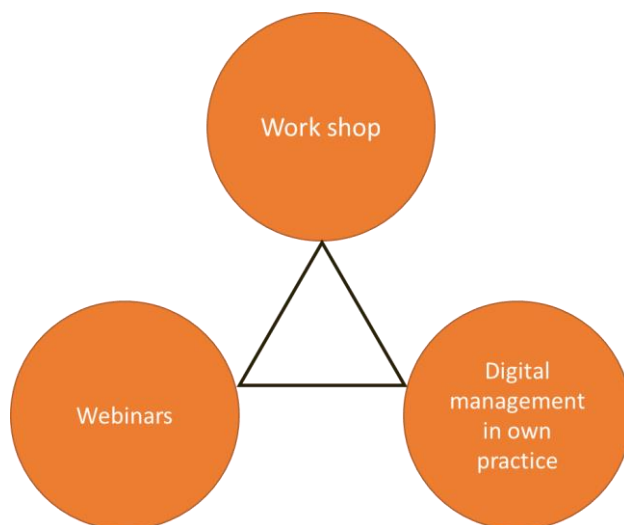 Work shop
Webinars
Digital
management
in own
practice